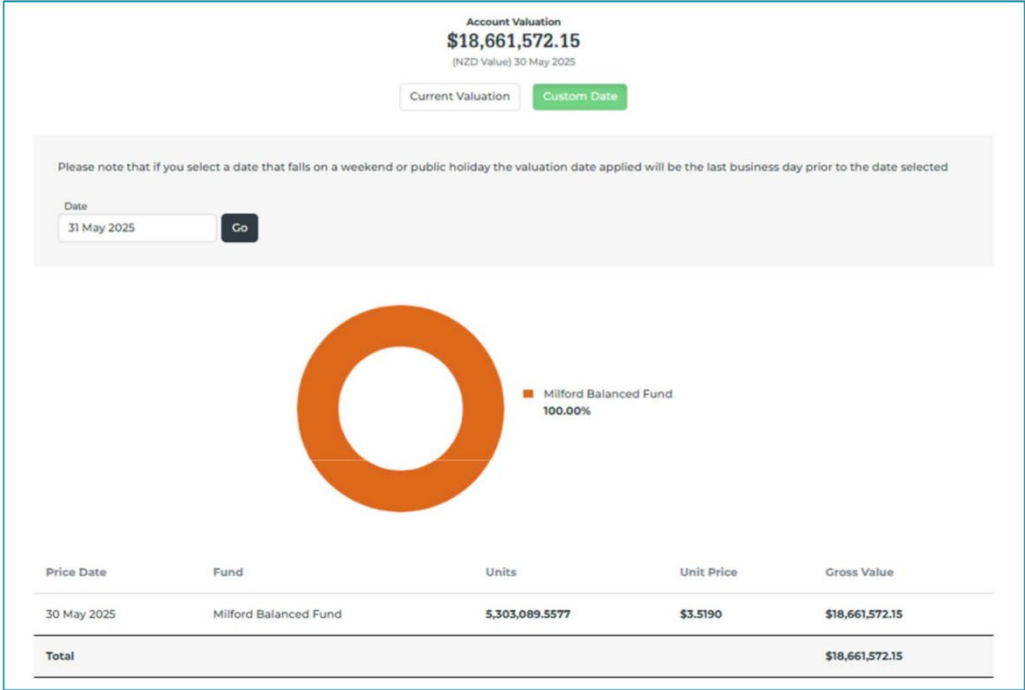 Account Valuation
$18,661,572.15
(NZD Value) 30 May 2025
Current Valuation Custom Date
Please note that if you select a date that falls on a weekend or public holiday the valuation date applied will be the last business day prior to the date selected
Date
31 May 2025 Go
Milford Balanced Fund
100.00%
Price Date Fund Units Unit Price Gross Value
30 May 2025 Milford Balanced Fund 5,303,089.5577 $3.5190 $18,661,572.15
Total $18,661,572.15